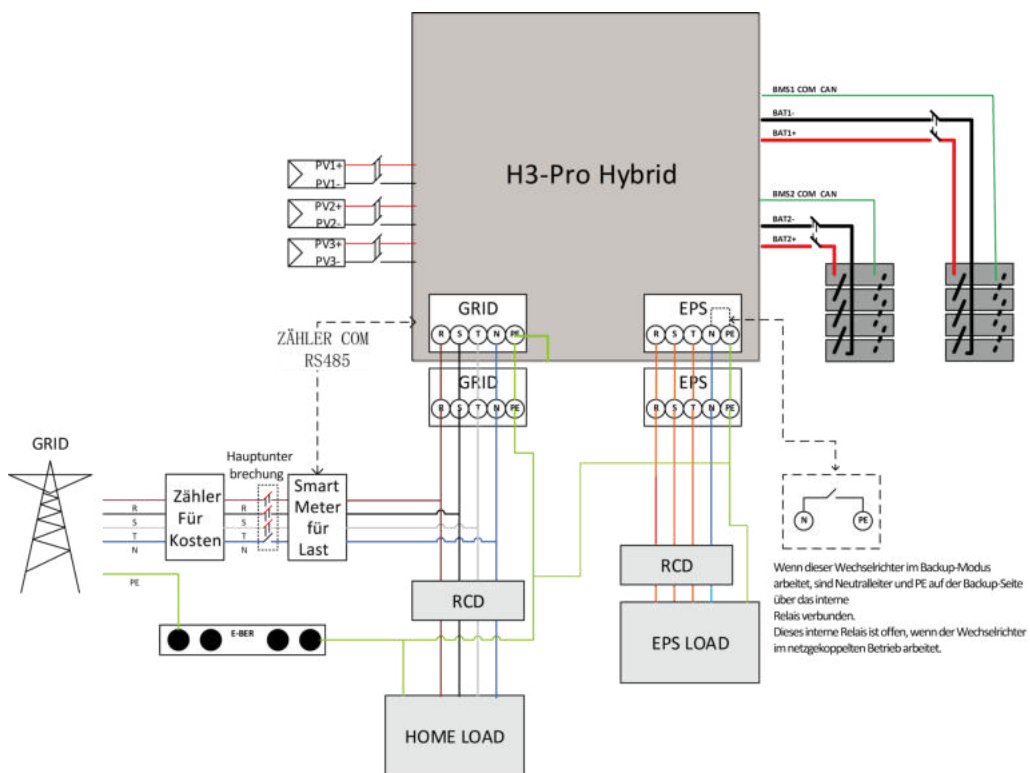 H3-Pro Hybrid
BMS1 COM CAN
BAT1-
BAT1+
BMS2 COM CAN
BAT2-
BAT2+
PV1+
PV1-
PV2+
PV2-
PV3+
PV3-
GRID
R S T N PE
EPS
R S T N PE
ZÄHLER COM
RS485
GRID
R S T N PE
EPS
R S T N PE
GRID
Hauptunter
brechung
Zähler
Für
Kosten
Smart
Meter
für
Last
R
S
T
N
R
S
T
N
PE
E-BER
RCD
HOME LOAD
RCD
EPS LOAD
N
PE
Wenn dieser Wechselrichter im Backup-Modus
arbeitet, sind Neutralleiter und PE auf der Backup-Seite
über das interne
Relais verbunden.
Dieses interne Relais ist offen, wenn der Wechselrichter
im netzgekoppelten Betrieb arbeitet.